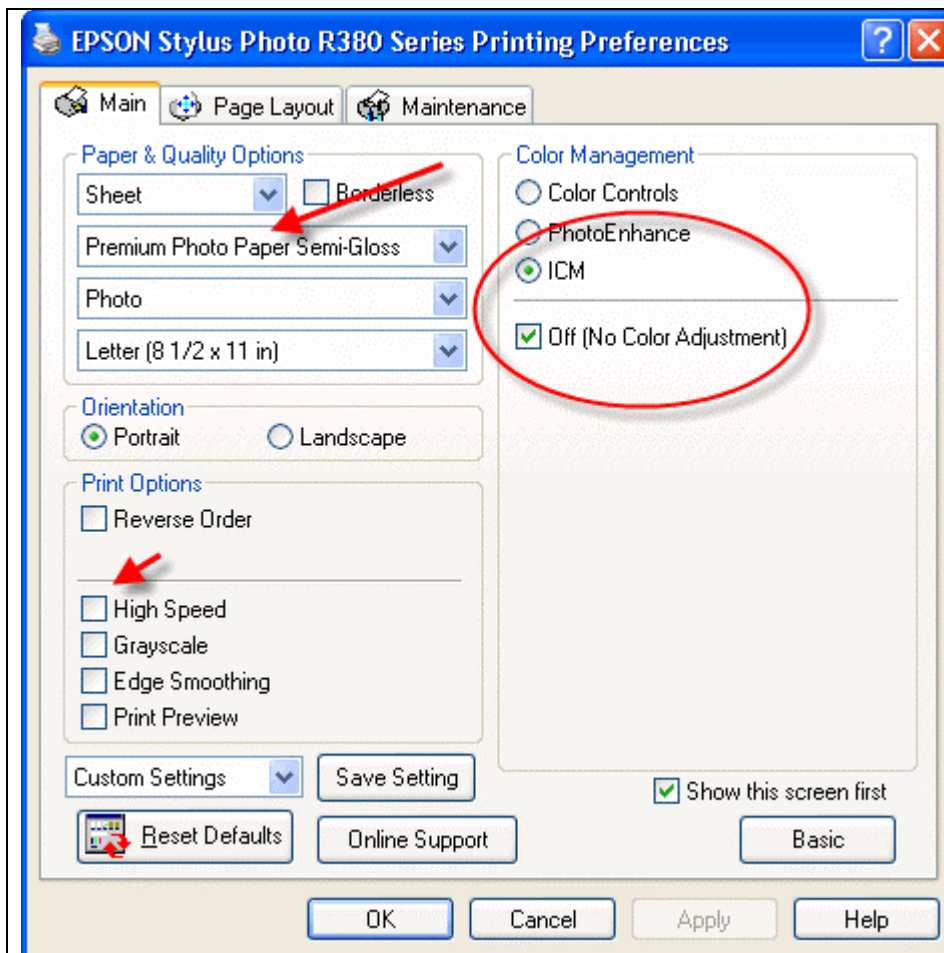 EPSON Stylus Photo R380 Series Printing Preferences
Main
Page Layout
Maintenance
Paper & Quality Options
Sheet
Borderless
Premium Photo Paper Semi-Gloss
Photo
Letter (8 1/2 x 11 in)
Orientation
Portrait
Landscape
Print Options
Reverse Order
High Speed
Grayscale
Edge Smoothing
Print Preview
Custom Settings
Save Setting
Reset Defaults
Online Support
Color Management
Color Controls
PhotoEnhance
ICM
Off (No Color Adjustment)
Show this screen first
Basic
OK
Cancel
Apply
Help